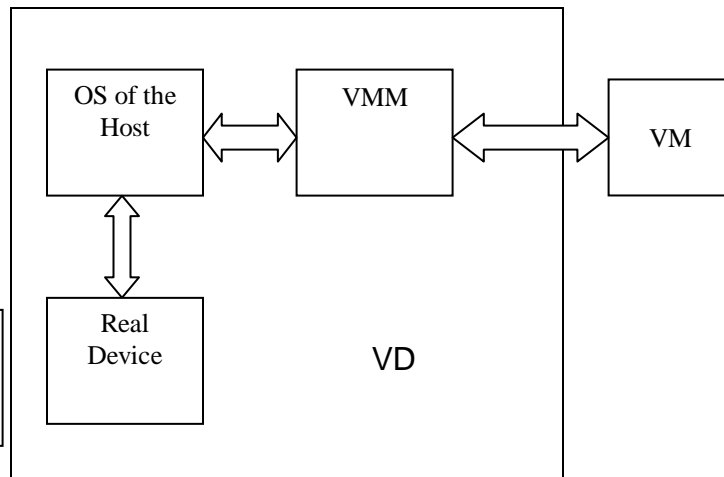 OS of the
Host
VMM
VM
Real
Device
VD